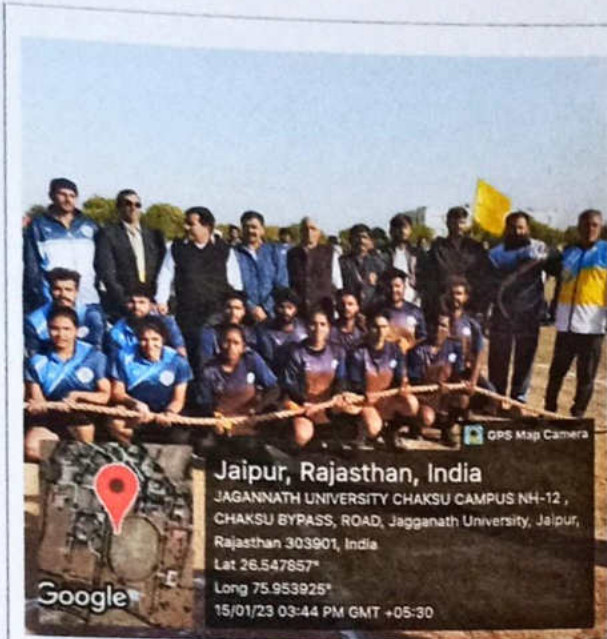 GPS Map Camera
Jaipur, Rajasthan, India
JAGANNATH UNIVERSITY CHAKSU CAMPUS NH-12 ,
CHAKSU BYPASS, ROAD, Jagganath University, Jaipur,
Rajasthan 303901, India
Lat 26.547857°
Long 75.953925°
15/01/23 03:44 PM GMT +05:30
Google